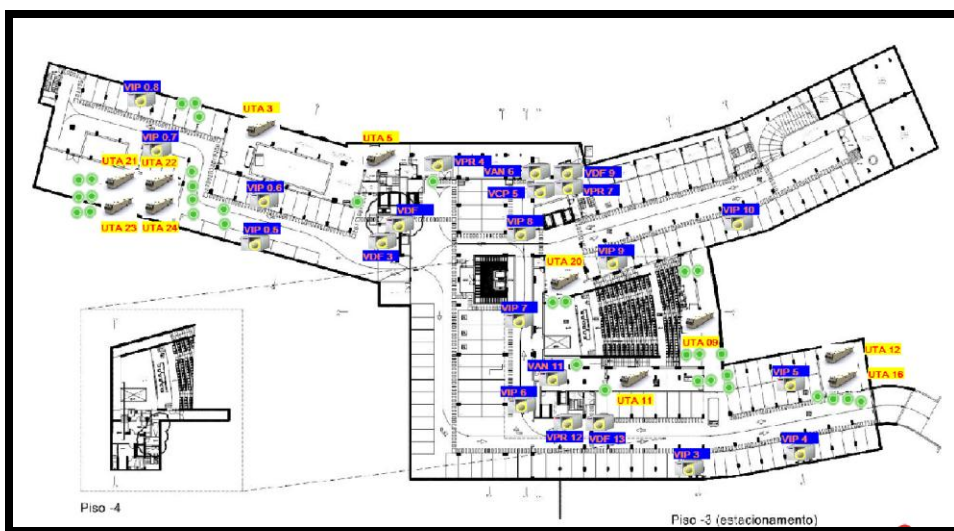 VIP 0.8
UTA 3
VIP 0.7
UTA 5
UTA 21
UTA 22
VPR 4
VAN 6
VDF 9
VCP 5
VPR 7
VIP 0.6
VDF
VIP 8
VIP 10
UTA 23
UTA 24
VIP 0.5
VDF 3
VIP 9
UTA 20
VIP 7
UTA 09
UTA 12
VAN 11
VIP 5
UTA 16
UTA 11
VIP 6
VPR 12
VDF 13
VIP 4
VIP 3
Piso -4
Piso -3 (estacionamento)